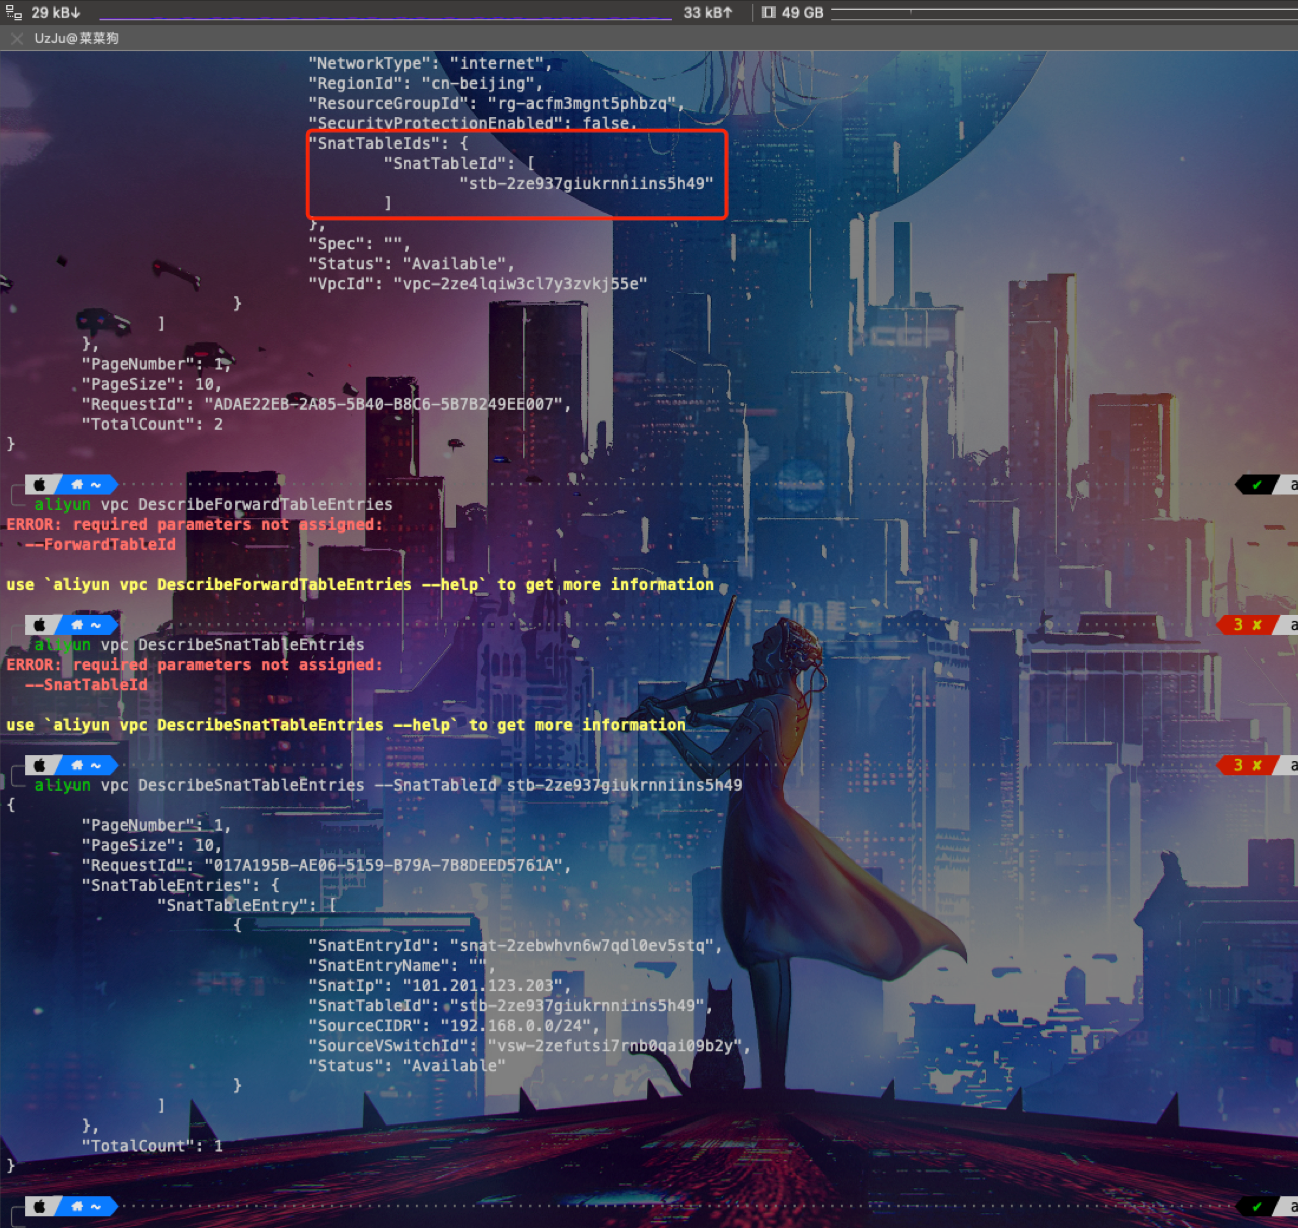 29 kB↓ 33 kB↑ 49 GB
UzJu@菜菜狗
"NetworkType": "internet",
"RegionId": "cn-beijing",
"ResourceGroupId": "rg-acfm3mgnt5phbzq",
"SecurityProtectionEnabled": false,
"SnatTableIds": {
"SnatTableId": [
"stb-2ze937giukrnniins5h49"
]
},
"Spec": "",
"Status": "Available",
"VpcId": "vpc-2ze4lqiw3cl7y3zvkj55e"
}
]
},
"PageNumber": 1,
"PageSize": 10,
"RequestId": "ADAE22EB-2A85-5B40-B8C6-5B7B249EE007",
"TotalCount": 2
}
~ ✔ a
aliyun vpc DescribeForwardTableEntries
ERROR: required parameters not assigned:
--ForwardTableId
use `aliyun vpc DescribeForwardTableEntries --help` to get more information
~ 3 ✘ a
aliyun vpc DescribeSnatTableEntries
ERROR: required parameters not assigned:
--SnatTableId
use `aliyun vpc DescribeSnatTableEntries --help` to get more information
~ 3 ✘ a
aliyun vpc DescribeSnatTableEntries --SnatTableId stb-2ze937giukrnniins5h49
{
"PageNumber": 1,
"PageSize": 10,
"RequestId": "017A195B-AE06-5159-B79A-7B8DEED5761A",
"SnatTableEntries": {
"SnatTableEntry": [
{
"SnatEntryId": "snat-2zebwhvn6w7qdl0ev5stq",
"SnatEntryName": "",
"SnatIp": "101.201.123.203",
"SnatTableId": "stb-2ze937giukrnniins5h49",
"SourceCIDR": "192.168.0.0/24",
"SourceVSwitchId": "vsw-2zefutsi7rnb0qai09b2y",
"Status": "Available"
}
]
},
"TotalCount": 1
}
~ ✔ a